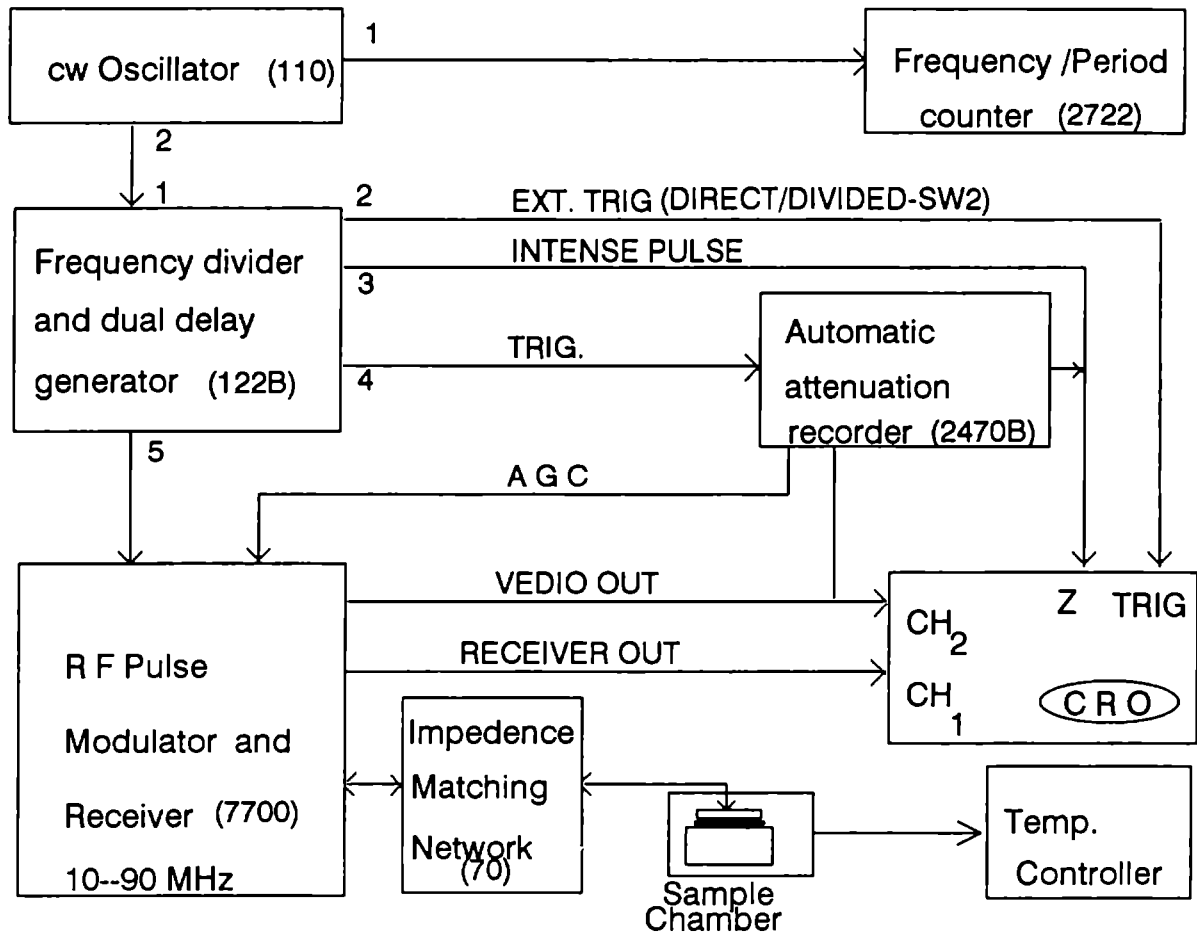 cw Oscillator (110)
1
Frequency /Period
counter (2722)
2
1
2
EXT. TRIG (DIRECT/DIVIDED-SW2)
Frequency divider
and dual delay
generator (122B)
INTENSE PULSE
3
TRIG.
4
Automatic
attenuation
recorder (2470B)
5
A G C
VEDIO OUT
RECEIVER OUT
Z TRIG
CH2
CH1
C R O
R F Pulse
Modulator and
Receiver (7700)
10--90 MHz
Impedence
Matching
Network
(70)
Sample
Chamber
Temp.
Controller